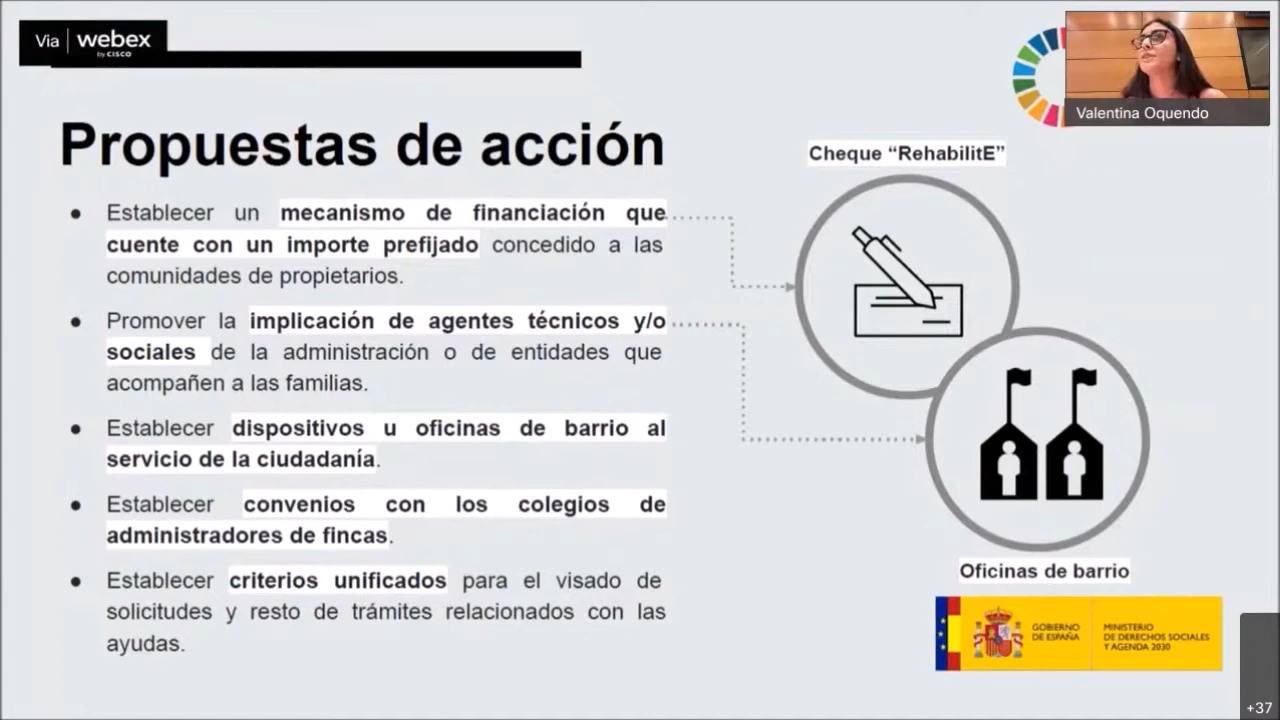 Via webex
by CISCO
Valentina Oquendo
Propuestas de acción
Cheque “RehabilitE”
● Establecer un mecanismo de financiación que
cuente con un importe prefijado concedido a las
comunidades de propietarios.
● Promover la implicación de agentes técnicos y/o
sociales de la administración o de entidades que
acompañen a las familias.
● Establecer dispositivos u oficinas de barrio al
servicio de la ciudadanía.
● Establecer convenios con los colegios de
administradores de fincas.
● Establecer criterios unificados para el visado de
solicitudes y resto de trámites relacionados con las
ayudas.
Oficinas de barrio
GOBIERNO
DE ESPAÑA
MINISTERIO
DE DERECHOS SOCIALES
Y AGENDA 2030
+37